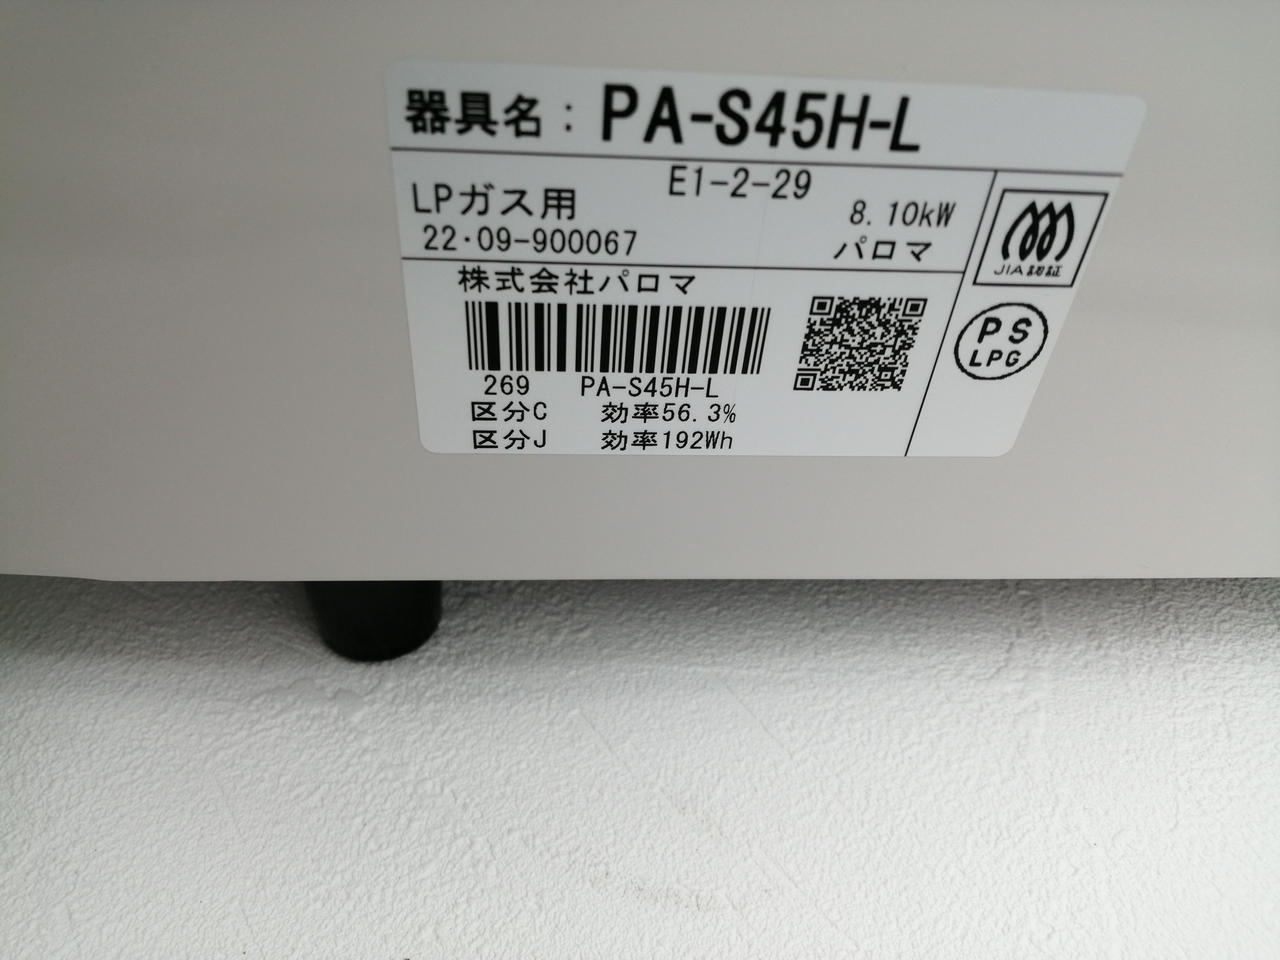 器具名：PA-S45H-L
E1-2-29
LPガス用
8.10kW
22・09-900067
パロマ
JIA認証
株式会社パロマ
PS
LPG
269 PA-S45H-L
区分C 効率56.3%
区分J 効率192Wh